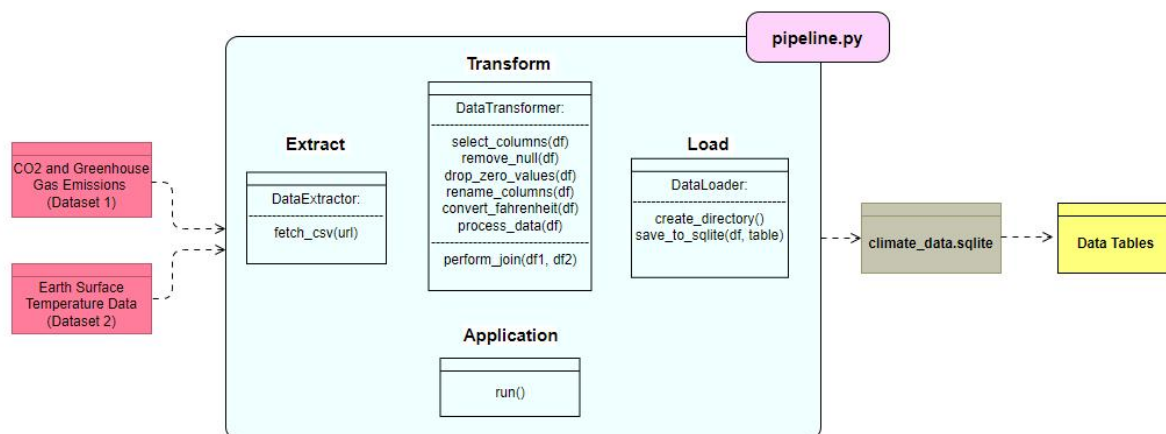 pipeline.py
CO2 and Greenhouse
Gas Emissions
(Dataset 1)
Earth Surface
Temperature Data
(Dataset 2)
Extract
DataExtractor:
fetch_csv(url)
Transform
DataTransformer:
select_columns(df)
remove_null(df)
drop_zero_values(df)
rename_columns(df)
convert_fahrenheit(df)
process_data(df)
perform_join(df1, df2)
Load
DataLoader:
create_directory()
save_to_sqlite(df, table)
Application
run()
climate_data.sqlite
Data Tables